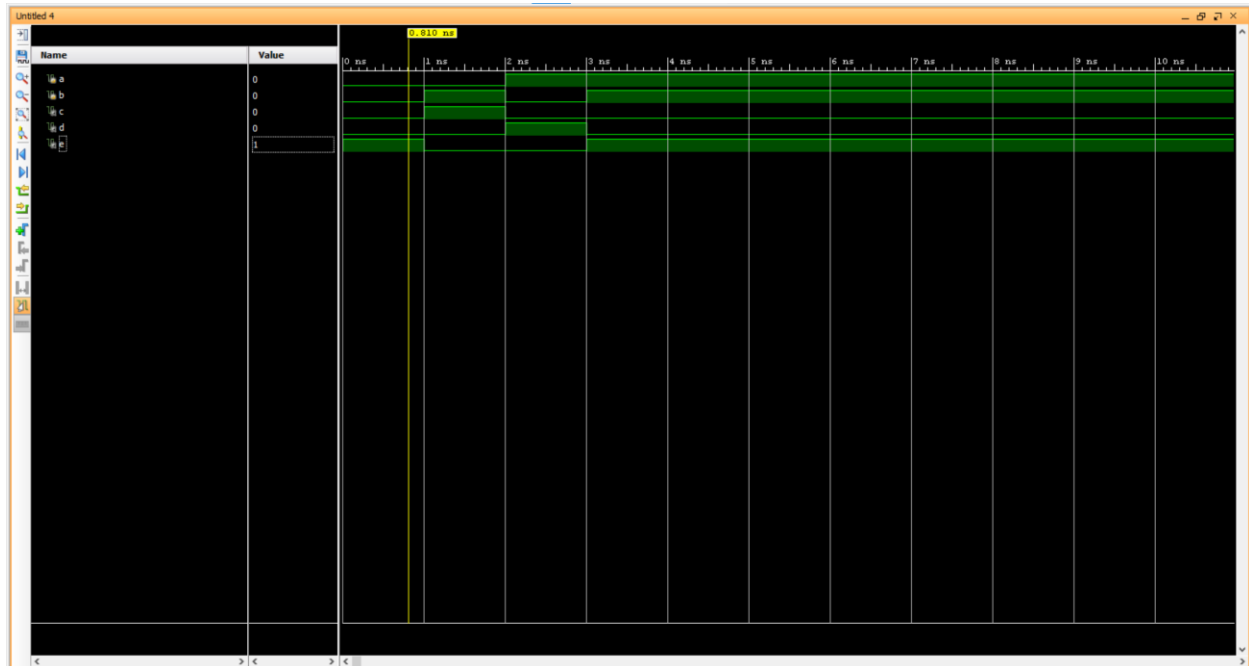 Untitled 4
0.810 ns
Name Value
0 ns 1 ns 2 ns 3 ns 4 ns 5 ns 6 ns 7 ns 8 ns 9 ns 10 ns
a 0
b 0
c 0
d 0
e 1